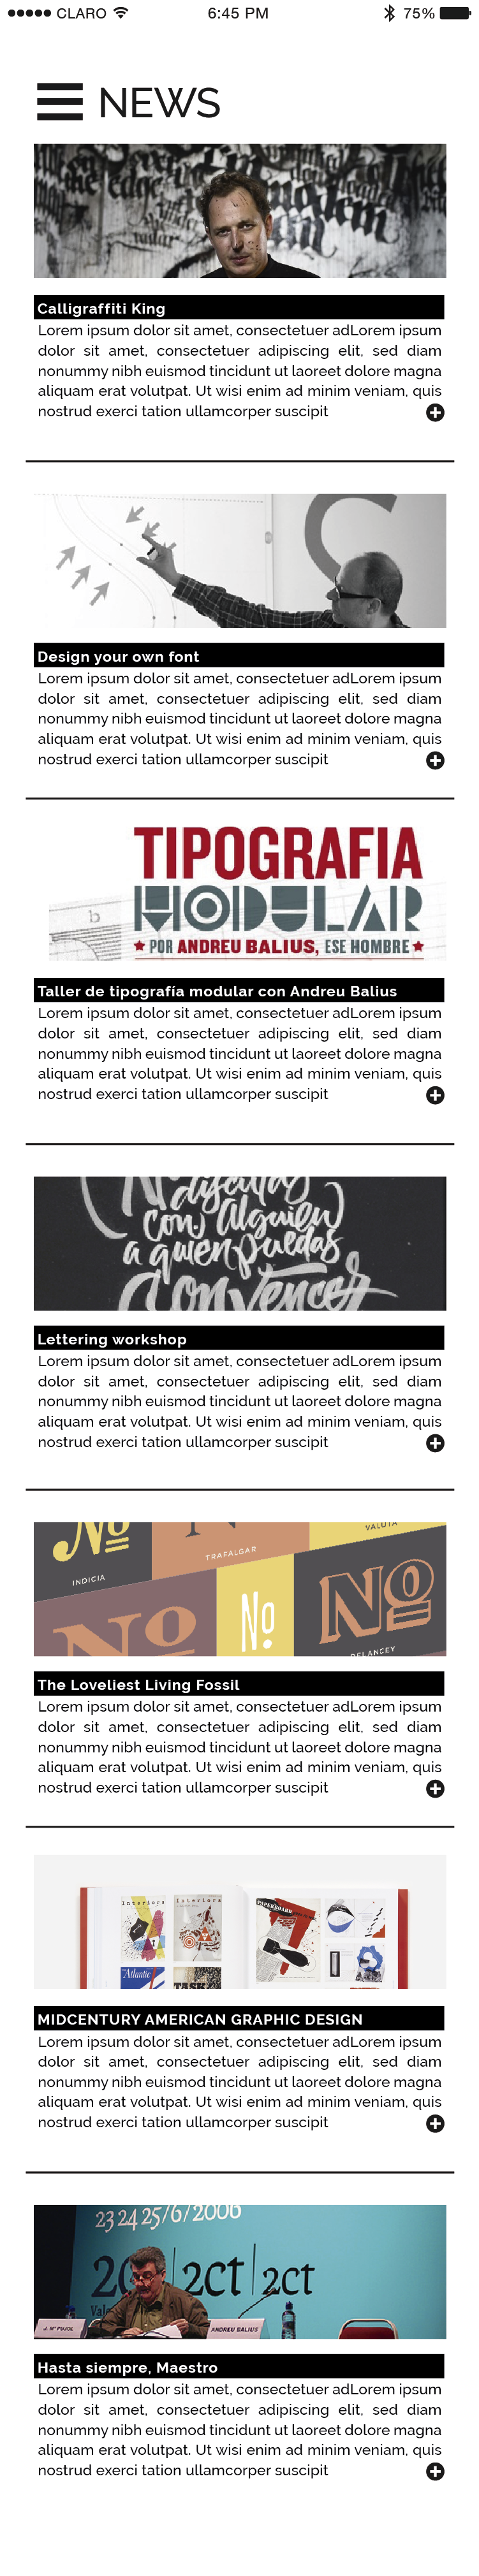 CLARO 6:45 PM 75%
NEWS
Calligraffiti King
Lorem ipsum dolor sit amet, consectetuer adLorem ipsum
dolor sit amet, consectetuer adipiscing elit, sed diam
nonummy nibh euismod tincidunt ut laoreet dolore magna
aliquam erat volutpat. Ut wisi enim ad minim veniam, quis
nostrud exerci tation ullamcorper suscipit
C
Design your own font
Lorem ipsum dolor sit amet, consectetuer adLorem ipsum
dolor sit amet, consectetuer adipiscing elit, sed diam
nonummy nibh euismod tincidunt ut laoreet dolore magna
aliquam erat volutpat. Ut wisi enim ad minim veniam, quis
nostrud exerci tation ullamcorper suscipit
TIPOGRAFIA
b MODULAR
★ POR ANDREU BALIUS, ESE HOMBRE ★
Taller de tipografía modular con Andreu Balius
Lorem ipsum dolor sit amet, consectetuer adLorem ipsum
dolor sit amet, consectetuer adipiscing elit, sed diam
nonummy nibh euismod tincidunt ut laoreet dolore magna
aliquam erat volutpat. Ut wisi enim ad minim veniam, quis
nostrud exerci tation ullamcorper suscipit
con alguien
a quien puedas
Convencer
Lettering workshop
Lorem ipsum dolor sit amet, consectetuer adLorem ipsum
dolor sit amet, consectetuer adipiscing elit, sed diam
nonummy nibh euismod tincidunt ut laoreet dolore magna
aliquam erat volutpat. Ut wisi enim ad minim veniam, quis
nostrud exerci tation ullamcorper suscipit
No VALUTA
INDICIA TRAFALGAR
No No No
DELANCEY
The Loveliest Living Fossil
Lorem ipsum dolor sit amet, consectetuer adLorem ipsum
dolor sit amet, consectetuer adipiscing elit, sed diam
nonummy nibh euismod tincidunt ut laoreet dolore magna
aliquam erat volutpat. Ut wisi enim ad minim veniam, quis
nostrud exerci tation ullamcorper suscipit
Interiors Interiors
Atlantic TASK
MIDCENTURY AMERICAN GRAPHIC DESIGN
Lorem ipsum dolor sit amet, consectetuer adLorem ipsum
dolor sit amet, consectetuer adipiscing elit, sed diam
nonummy nibh euismod tincidunt ut laoreet dolore magna
aliquam erat volutpat. Ut wisi enim ad minim veniam, quis
nostrud exerci tation ullamcorper suscipit
23 24 25/6/2006
2ct 2ct
J. Mª PUJOL ANDREU BALIUS
Hasta siempre, Maestro
Lorem ipsum dolor sit amet, consectetuer adLorem ipsum
dolor sit amet, consectetuer adipiscing elit, sed diam
nonummy nibh euismod tincidunt ut laoreet dolore magna
aliquam erat volutpat. Ut wisi enim ad minim veniam, quis
nostrud exerci tation ullamcorper suscipit